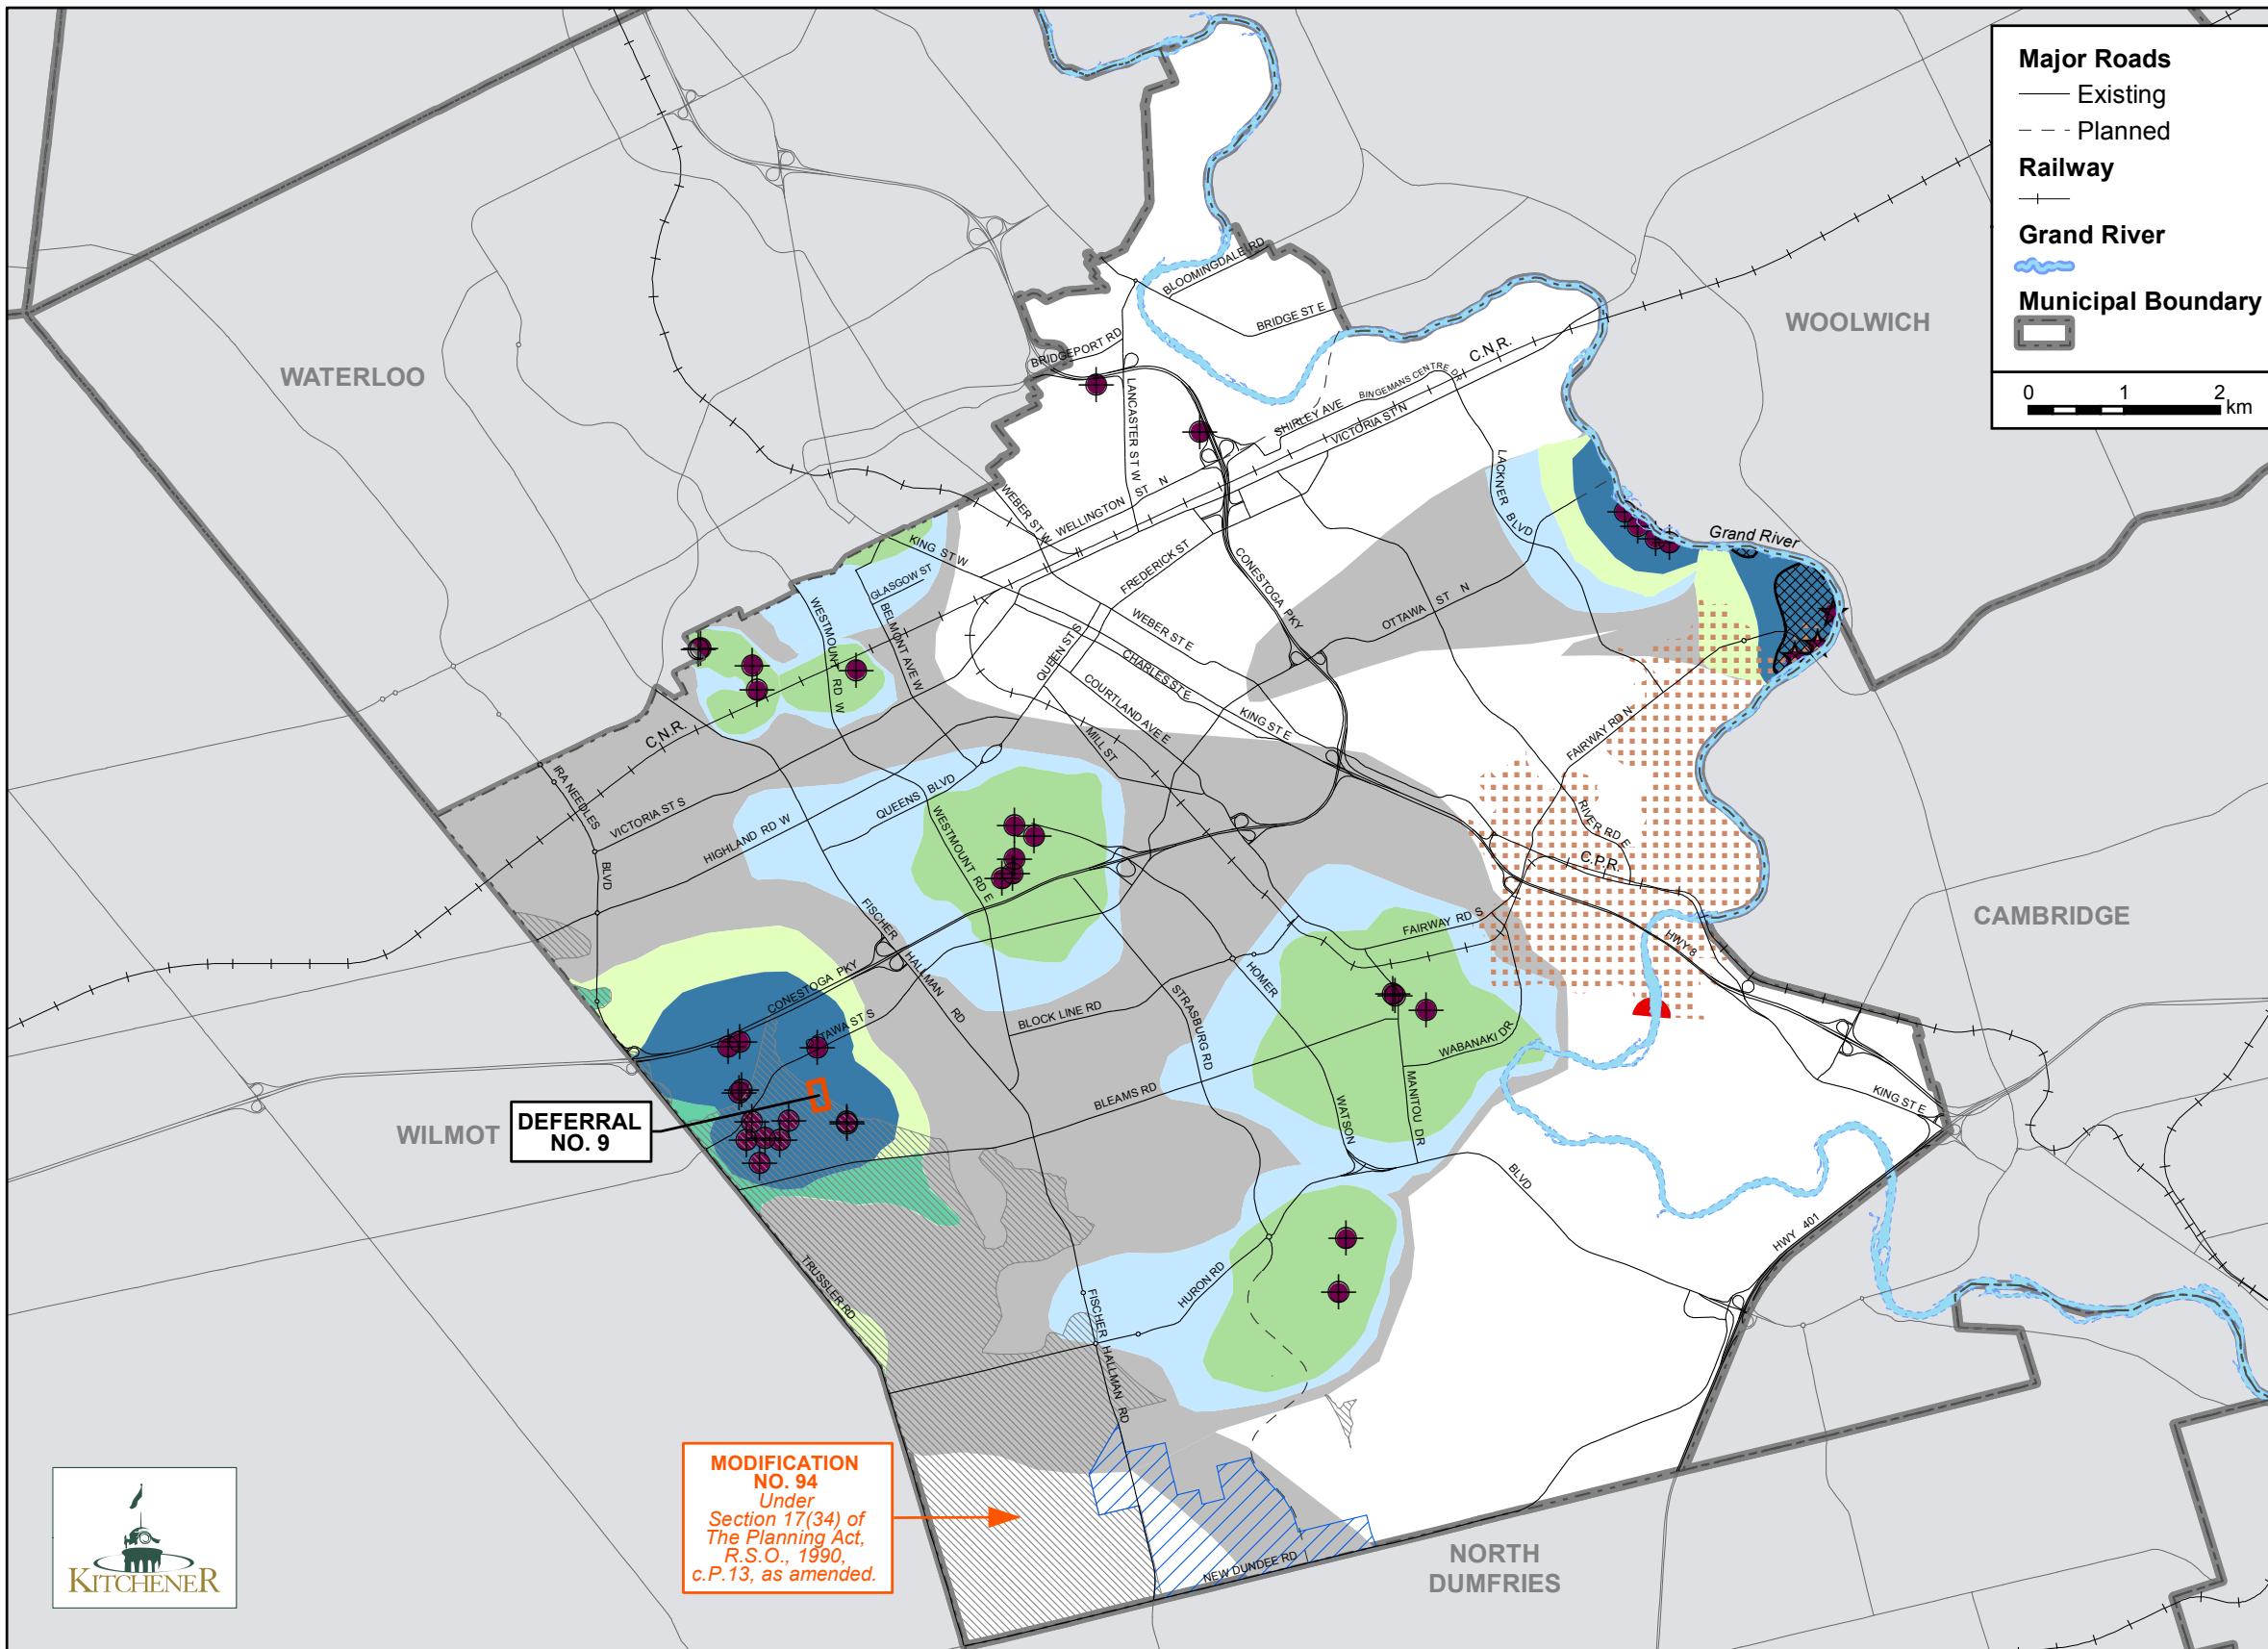 Major Roads
Existing
Planned
Railway
Grand River
Municipal Boundary
0 1 2
km
WATERLOO
WOOLWICH
CAMBRIDGE
WILMOT
NORTH
DUMFRIES
BLOOMINGDALE RD
BRIDGE ST E
BRIDGEPORT RD
LANCASTER ST W
C.N.R.
BINGEMANS CENTRE DR
SHIRLEY AVE
VICTORIA ST N
WELLINGTON ST N
WEBER ST W
KING ST W
GLASGOW ST
FREDERICK ST
CONESTOGA PKY
LACKNER BLVD
Grand River
OTTAWA ST N
WESTMOUNT RD W
BELMONT AVE W
QUEEN ST S
WEBER ST E
CHARLES ST E
COURTLAND AVE E
KING ST E
MILL ST
C.N.R.
IRA NEEDLES
BLVD
VICTORIA ST S
HIGHLAND RD W
QUEENS BLVD
WESTMOUNT RD E
FAIRWAY RD N
RIVER RD E
C.P.R.
HWY 8
FISCHER
HALLMAN
RD
CONESTOGA PKY
TAWA ST S
FAIRWAY RD S
HOMER
WATSON
BLVD
STRASBURG RD
BLOCK LINE RD
BLEAMS RD
WABANAKI DR
MANITOU DR
KING ST E
HWY 401
DEFERRAL
NO. 9
TRUSSLER RD
HURON RD
FISCHER
HALLMAN RD
NEW DUNDEE RD
MODIFICATION
NO. 94
Under
Section 17(34) of
The Planning Act,
R.S.O., 1990,
c.P.13, as amended.
KITCHENER